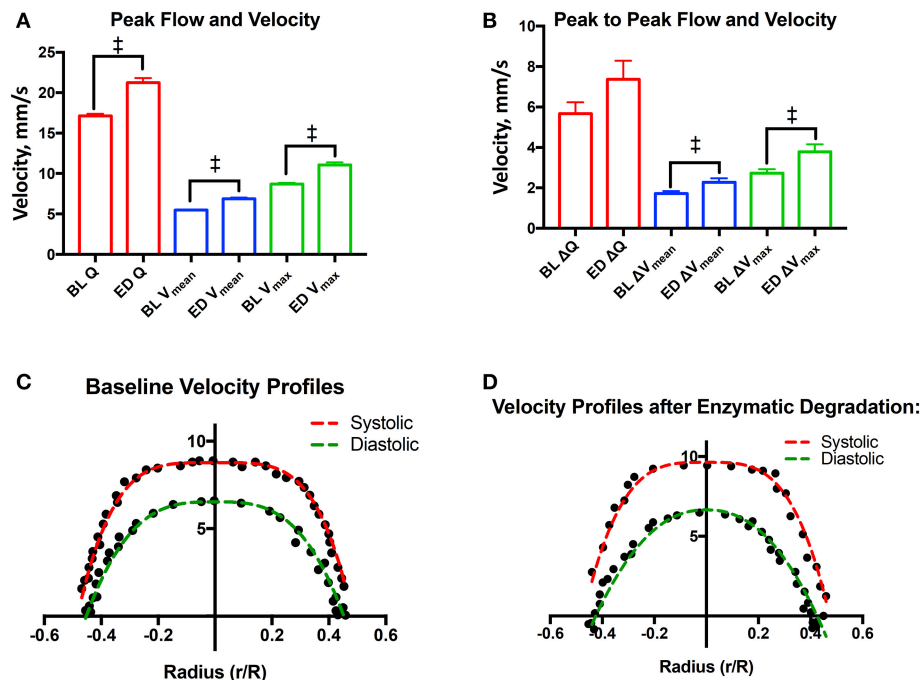 A
Peak Flow and Velocity
Velocity, mm/s
25
20
15
10
5
0
‡
‡
‡
BL Q
ED Q
BL Vmean
ED Vmean
BL Vmax
ED Vmax
B
Peak to Peak Flow and Velocity
Velocity, mm/s
8
6
4
2
0
‡
‡
BL ΔQ
ED ΔQ
BL ΔVmean
ED ΔVmean
BL ΔVmax
ED ΔVmax
C
Baseline Velocity Profiles
Systolic
Diastolic
10
5
-0.6 -0.4 -0.2 0.0 0.2 0.4 0.6
Radius (r/R)
D
Velocity Profiles after Enzymatic Degradation:
Systolic
Diastolic
10
5
-0.6 -0.4 -0.2 0.0 0.2 0.4 0.6
Radius (r/R)